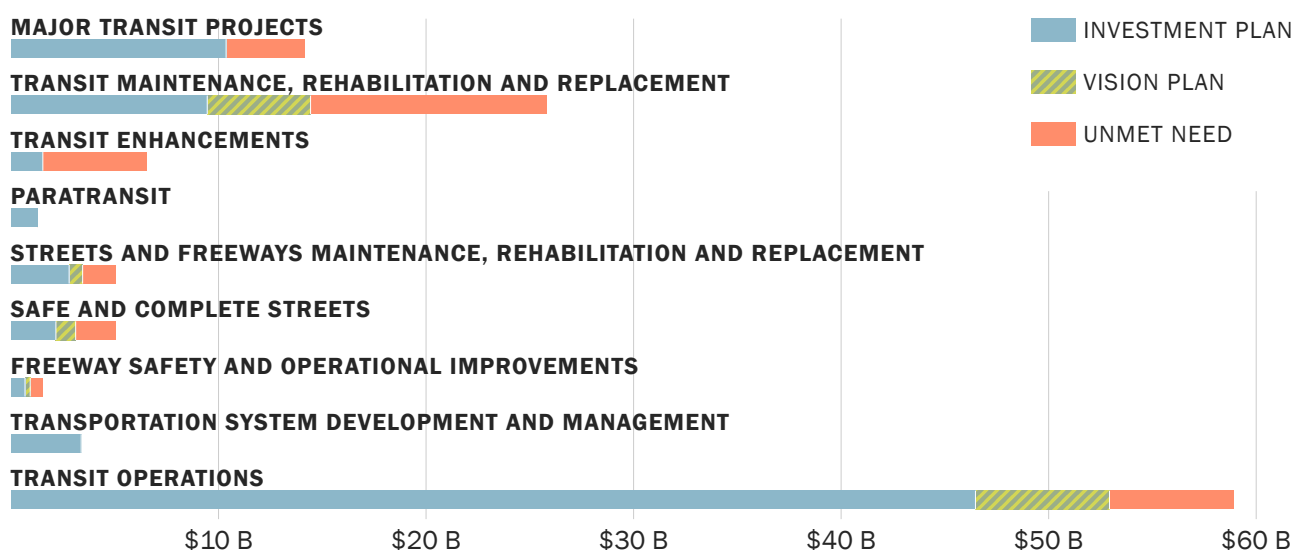 MAJOR TRANSIT PROJECTS
INVESTMENT PLAN
TRANSIT MAINTENANCE, REHABILITATION AND REPLACEMENT
VISION PLAN
TRANSIT ENHANCEMENTS
UNMET NEED
PARATRANSIT
STREETS AND FREEWAYS MAINTENANCE, REHABILITATION AND REPLACEMENT
SAFE AND COMPLETE STREETS
FREEWAY SAFETY AND OPERATIONAL IMPROVEMENTS
TRANSPORTATION SYSTEM DEVELOPMENT AND MANAGEMENT
TRANSIT OPERATIONS
$10 B $20 B $30 B $40 B $50 B $60 B